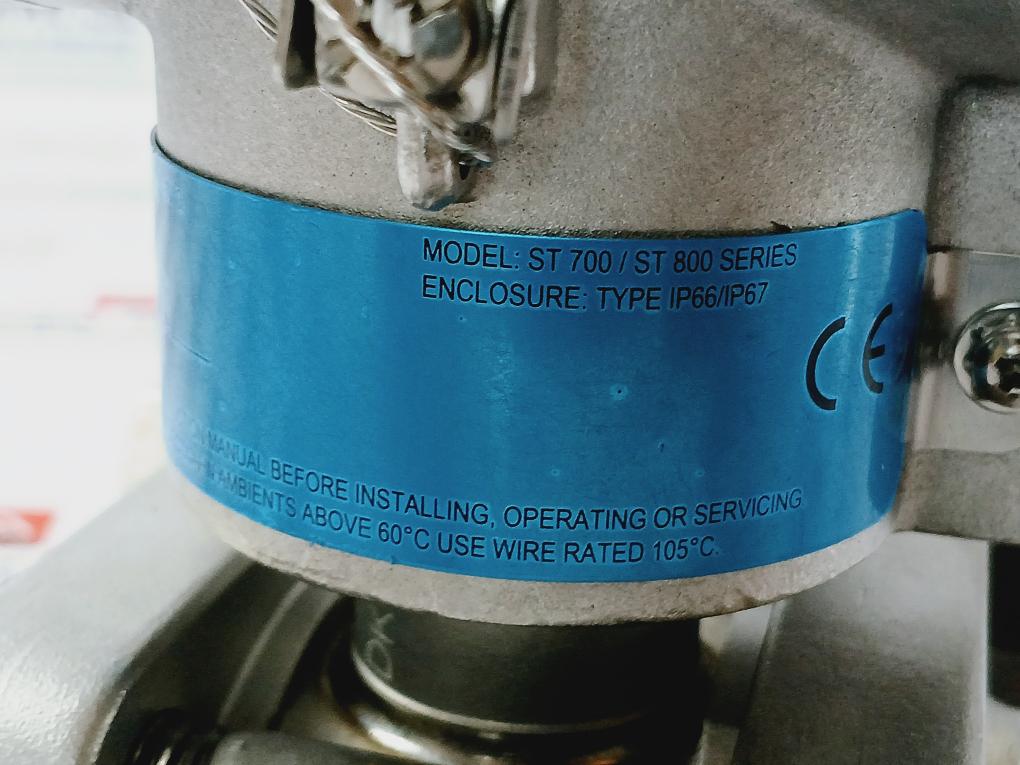 MODEL: ST 700 / ST 800 SERIES
ENCLOSURE: TYPE IP66/IP67
CE
MANUAL BEFORE INSTALLING, OPERATING OR SERVICING
AMBIENTS ABOVE 60°C USE WIRE RATED 105°C.